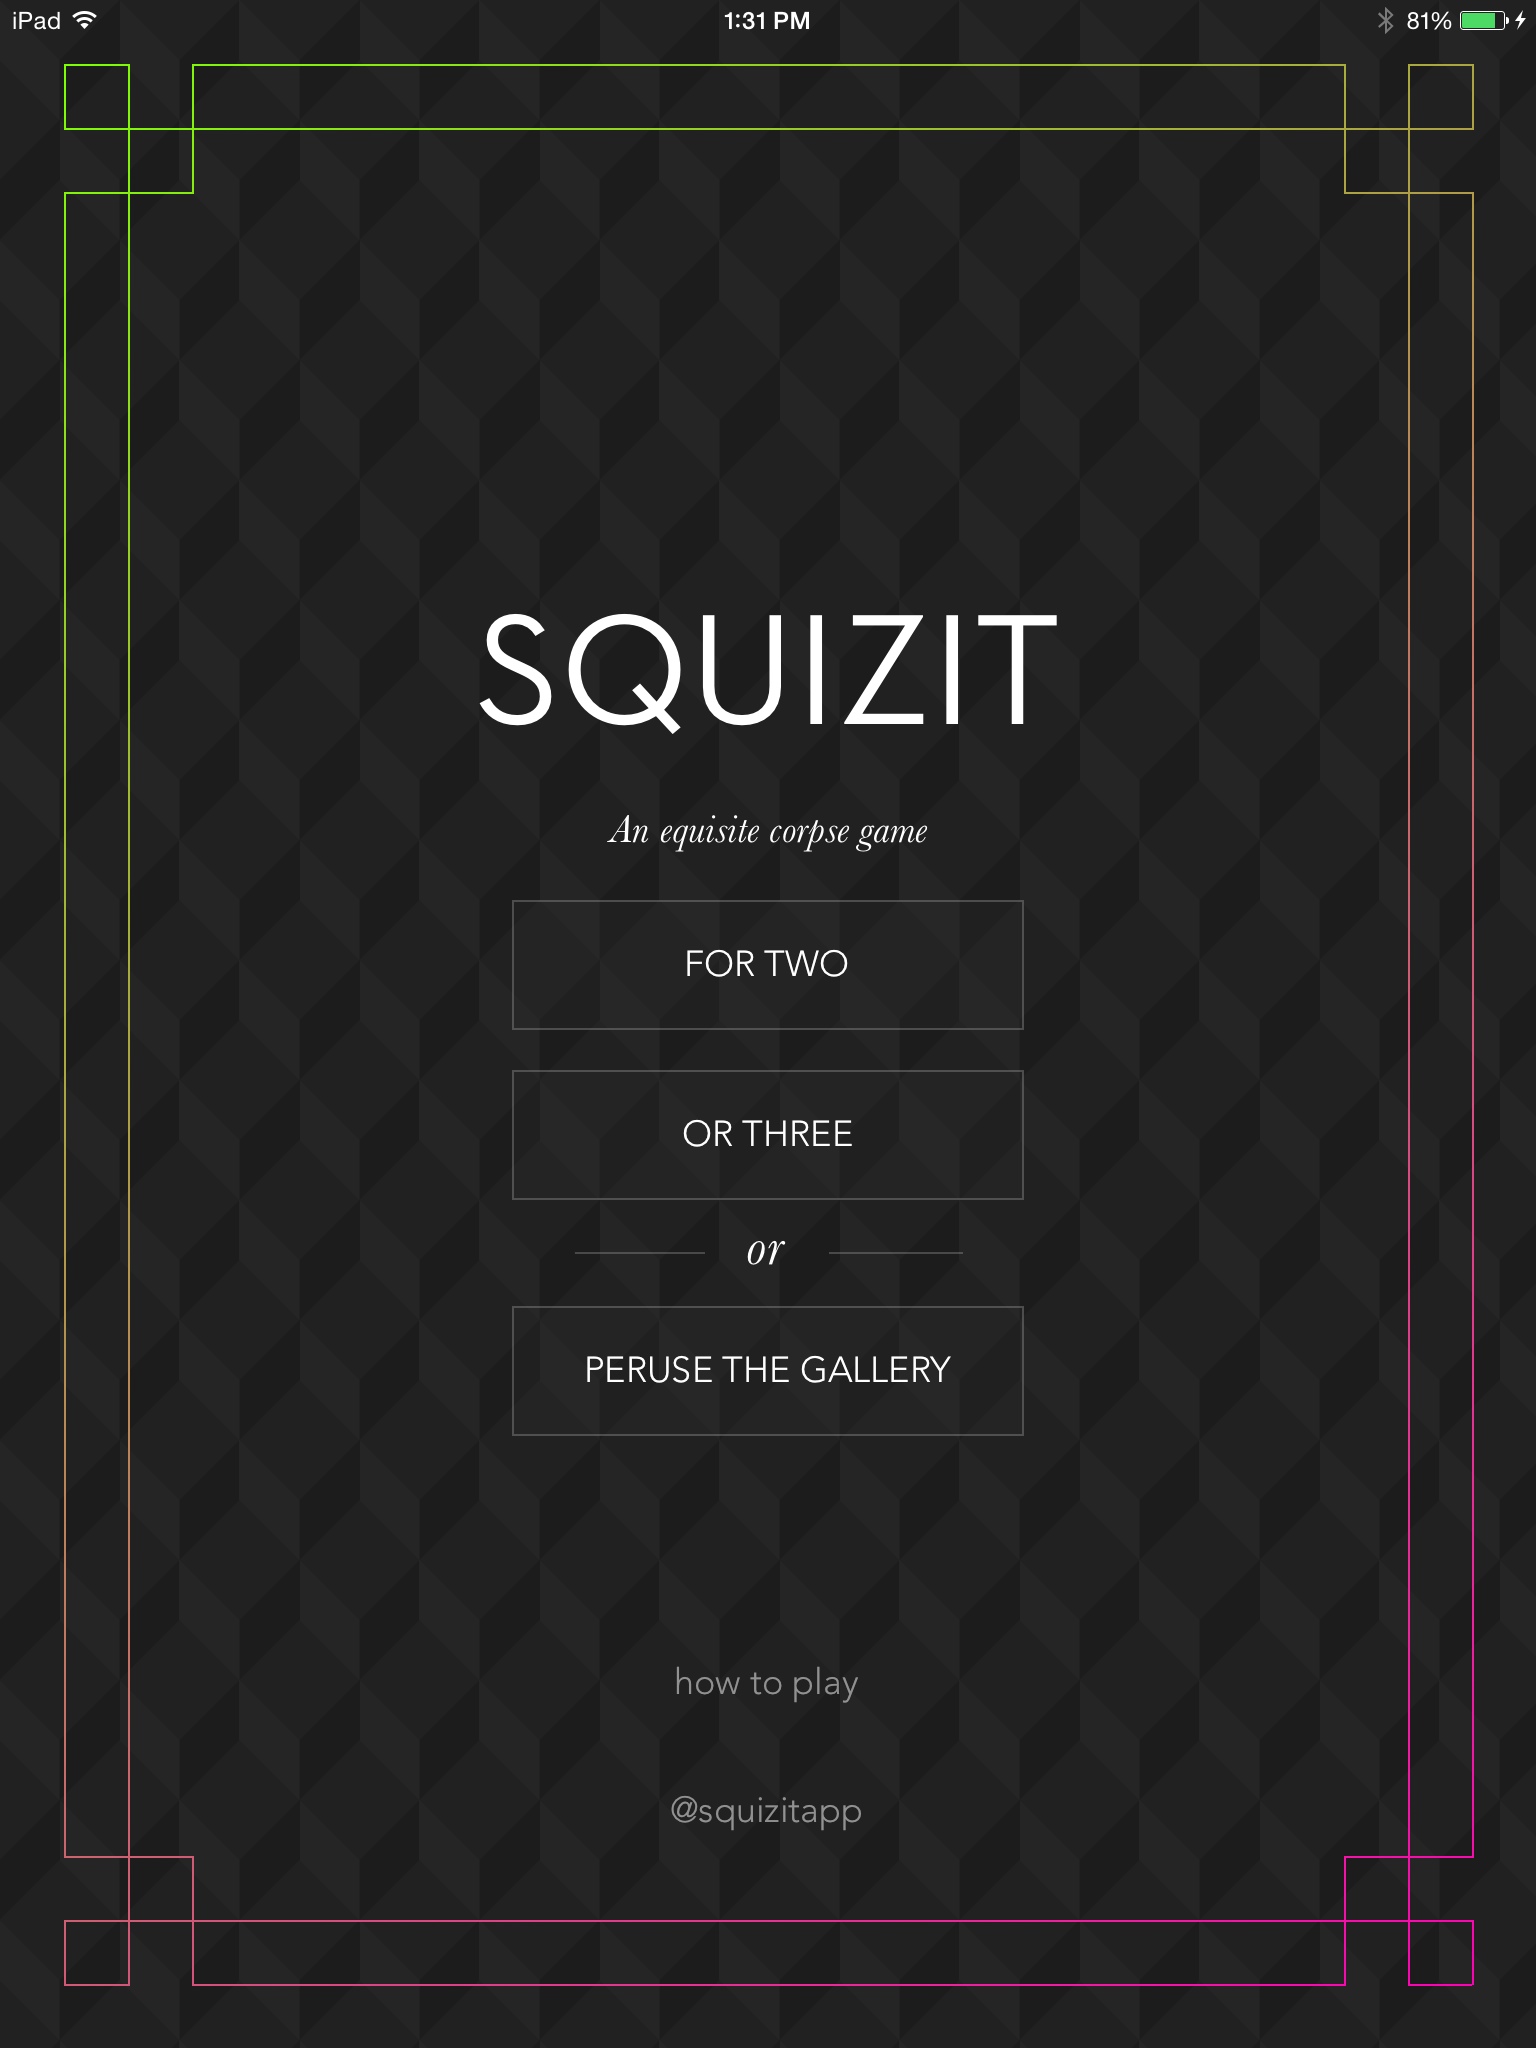 iPad 1:31 PM 81%
SQUIZIT
An equisite corpse game
FOR TWO
OR THREE
or
PERUSE THE GALLERY
how to play
@squizitapp